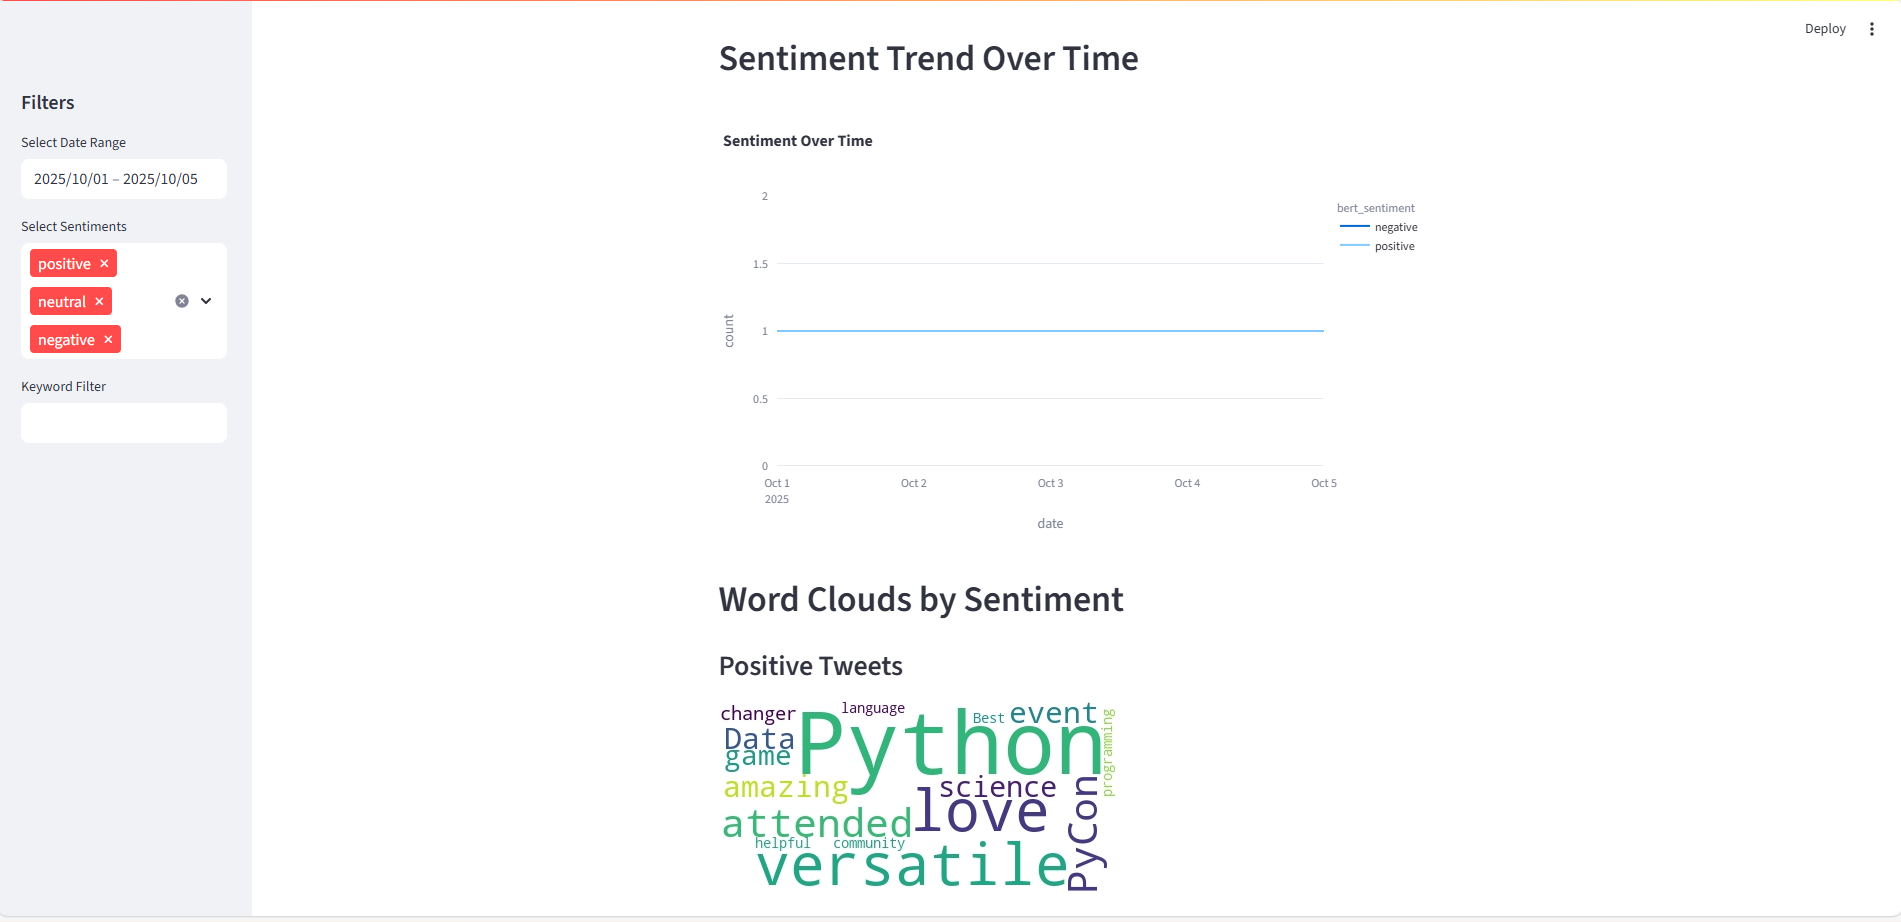 Deploy
Filters
Select Date Range
2025/10/01 – 2025/10/05
Select Sentiments
positive ×
neutral ×
negative ×
Keyword Filter
Sentiment Trend Over Time
Sentiment Over Time
2
1.5
1
0.5
0
count
Oct 1
2025
Oct 2
Oct 3
Oct 4
Oct 5
date
bert_sentiment
negative
positive
Word Clouds by Sentiment
Positive Tweets
changer
language
Python
Best
event
programming
Data
game
amazing
science
love
PyCon
attended
helpful
community
versatile